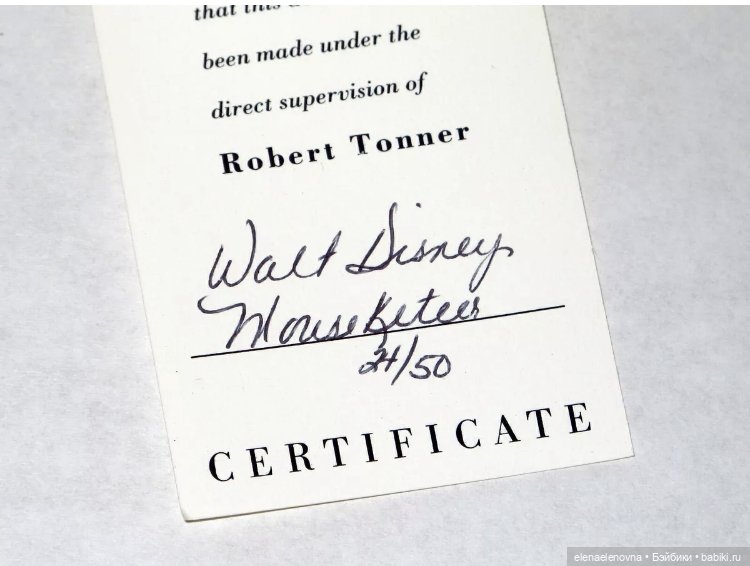 that this
been made under the
direct supervision of
Robert Tonner
Walt Disney
Mouseketeers
24/50
CERTIFICATE
elenaelenovna • Бэйбики • babiki.ru